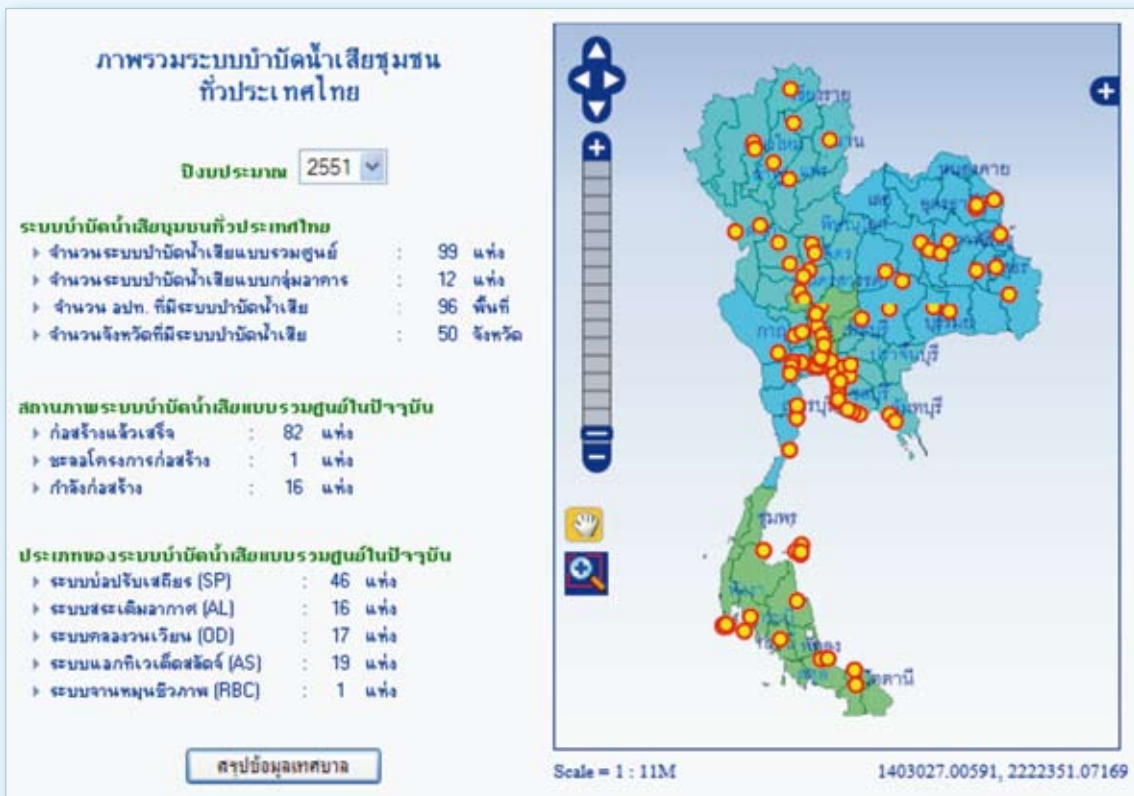 ภาพรวมระบบบำบัดน้ำเสียชุมชน
ทั่วประเทศไทย
ปีงบประมาณ 2551
ระบบบำบัดน้ำเสียชุมชนทั่วประเทศไทย
จำนวนระบบบำบัดน้ำเสียแบบรวมศูนย์ : 99 แห่ง
จำนวนระบบบำบัดน้ำเสียแบบกลุ่มอาคาร : 12 แห่ง
จำนวน อปท. ที่มีระบบบำบัดน้ำเสีย : 96 พื้นที่
จำนวนจังหวัดที่มีระบบบำบัดน้ำเสีย : 50 จังหวัด
สถานภาพระบบบำบัดน้ำเสียแบบรวมศูนย์ในปัจจุบัน
ก่อสร้างแล้วเสร็จ : 82 แห่ง
ชะลอโครงการก่อสร้าง : 1 แห่ง
กำลังก่อสร้าง : 16 แห่ง
ประเภทของระบบบำบัดน้ำเสียแบบรวมศูนย์ในปัจจุบัน
ระบบบ่อปรับเสถียร (SP) : 46 แห่ง
ระบบสระเติมอากาศ (AL) : 16 แห่ง
ระบบคลองวนเวียน (OD) : 17 แห่ง
ระบบแอกทิเวเต็ดสลัดจ์ (AS) : 19 แห่ง
ระบบจานหมุนชีวภาพ (RBC) : 1 แห่ง
สรุปข้อมูลเทศบาล
เชียงราย
แพร่
หนองคาย
เลย
ปราจีนบุรี
ชุมพร
Scale = 1 : 11M
1403027.00591, 2222351.07169